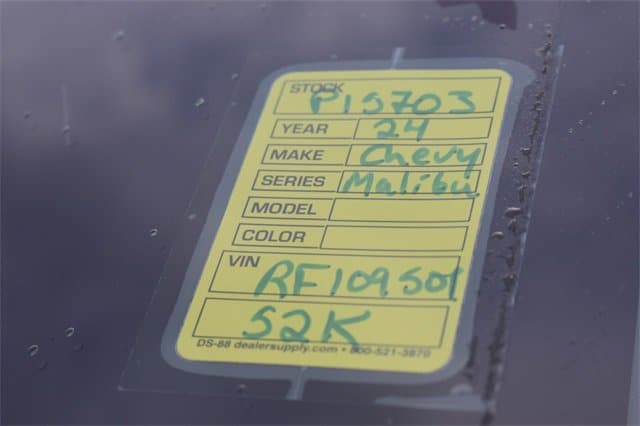 STOCK P15703
YEAR 24
MAKE Chevy
SERIES Malibu
MODEL
COLOR
VIN RF109501
52K
DS-88 dealersupply.com • 800-521-3970